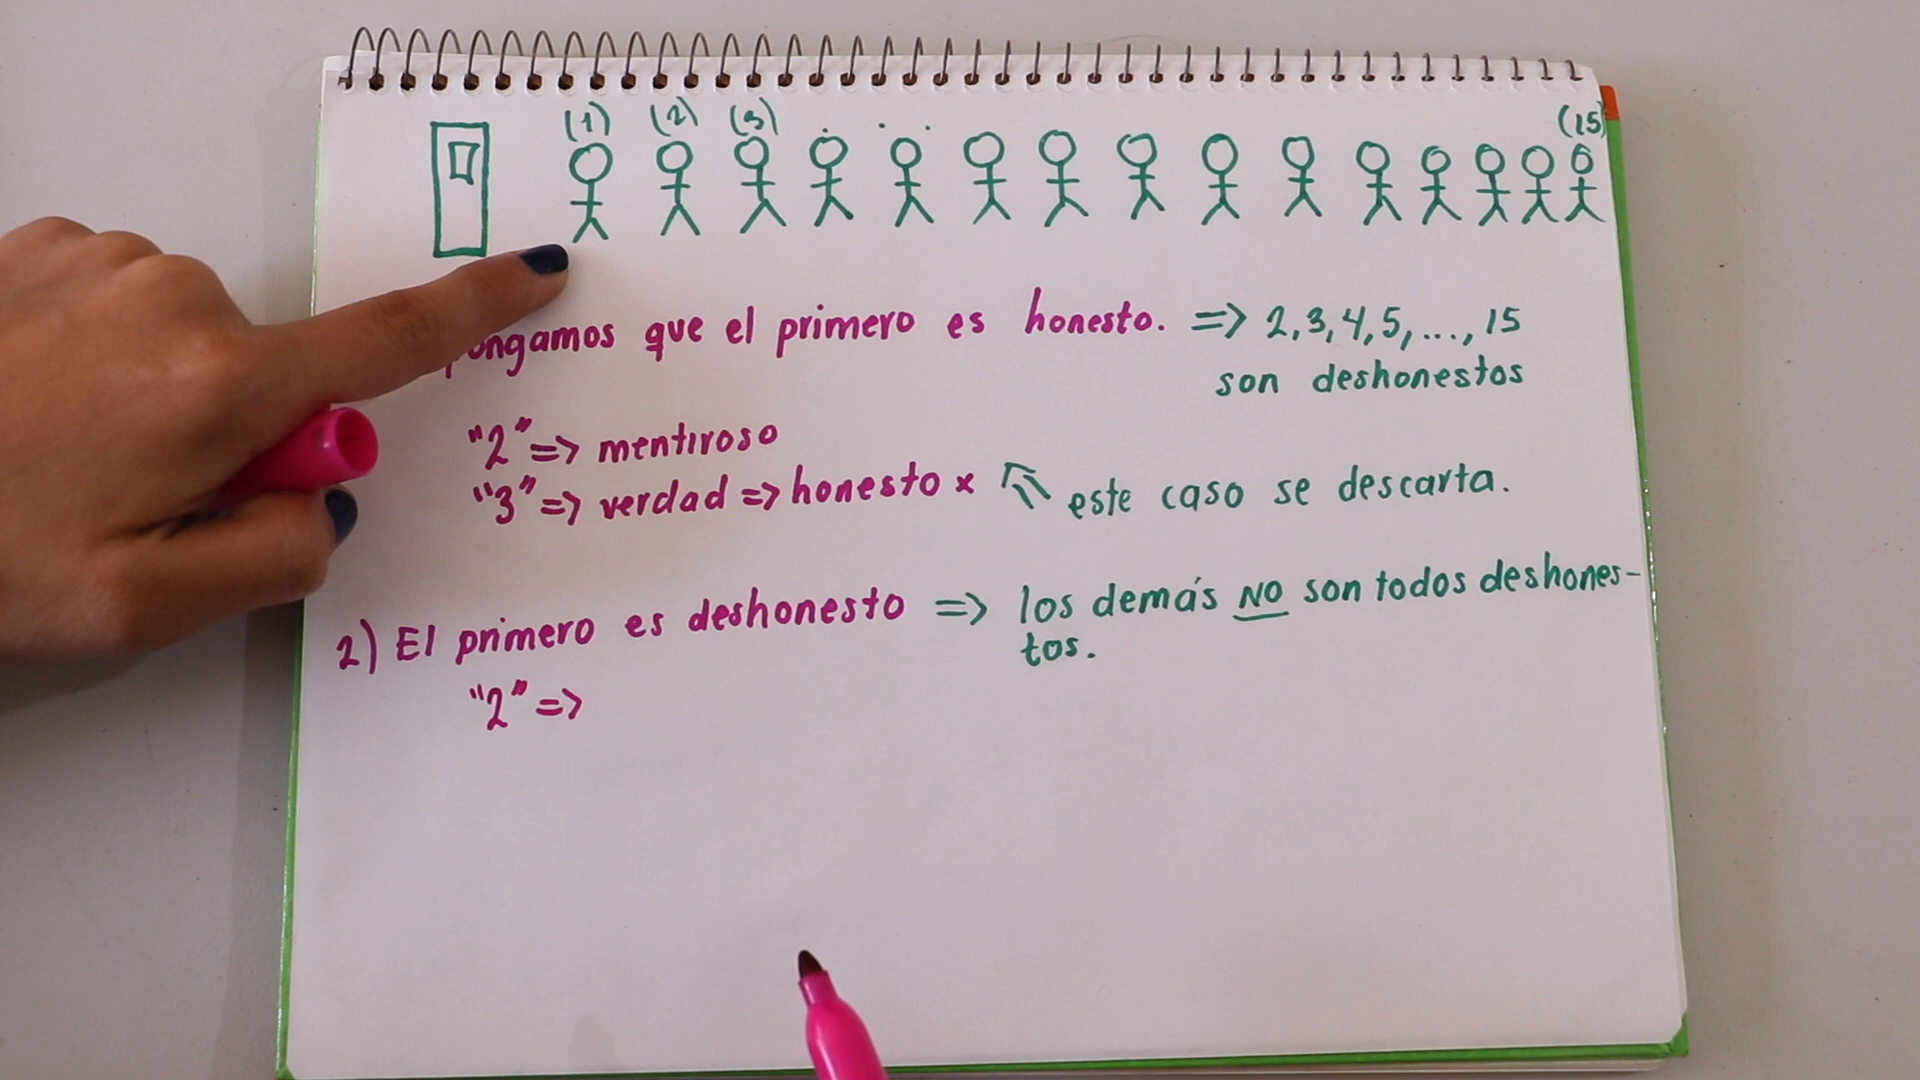 (1) (2) (3) (15)
que el primero es honesto. => 2,3,4,5,...,15
son deshonestos
"2" => mentiroso
"3" => verdad => honesto x este caso se descarta.
2) El primero es deshonesto => los demás NO son todos deshones-
tos.
"2" =>